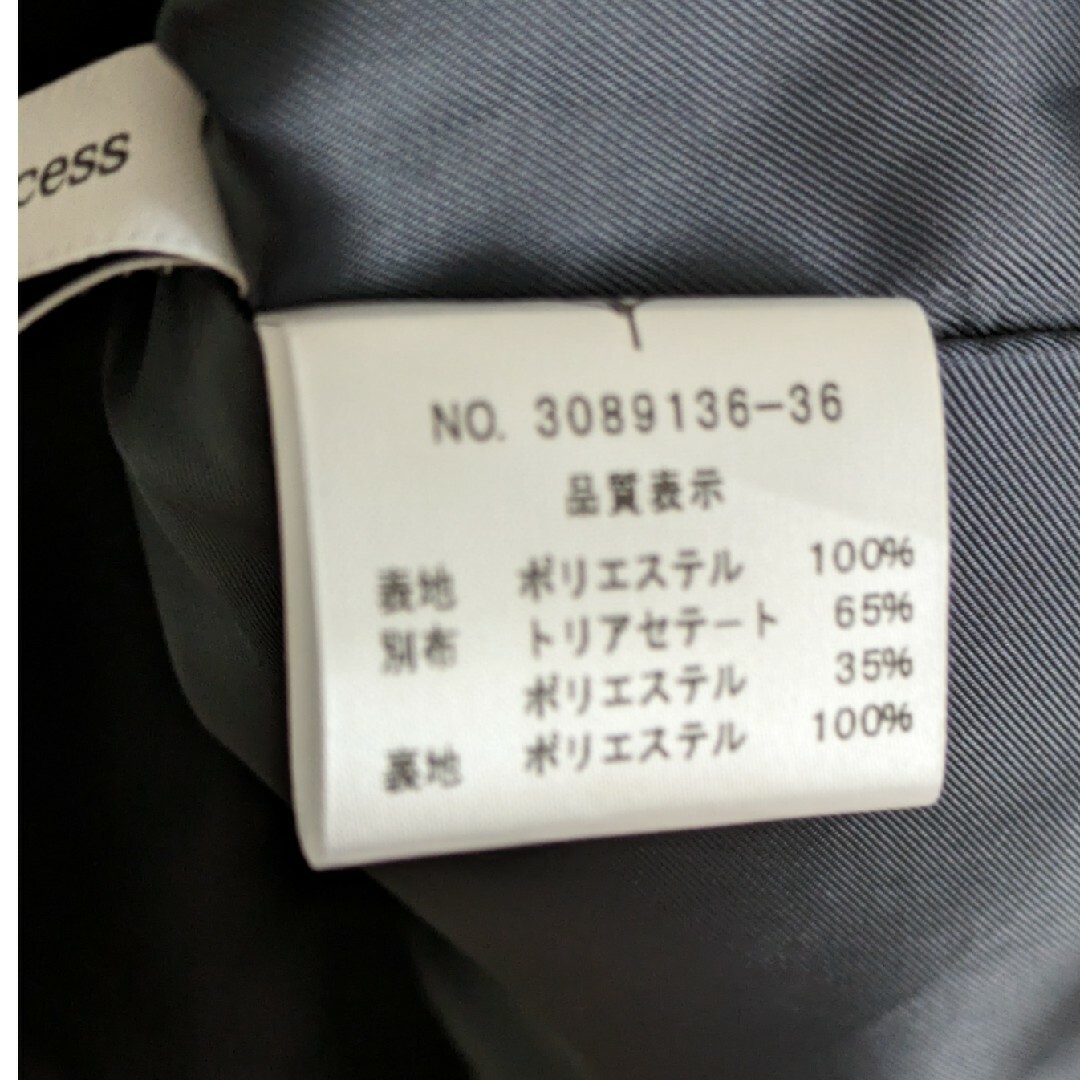 cess
NO. 3089136-36
品質表示
表地 ポリエステル 100%
別布 トリアセテート 65%
ポリエステル 35%
裏地 ポリエステル 100%